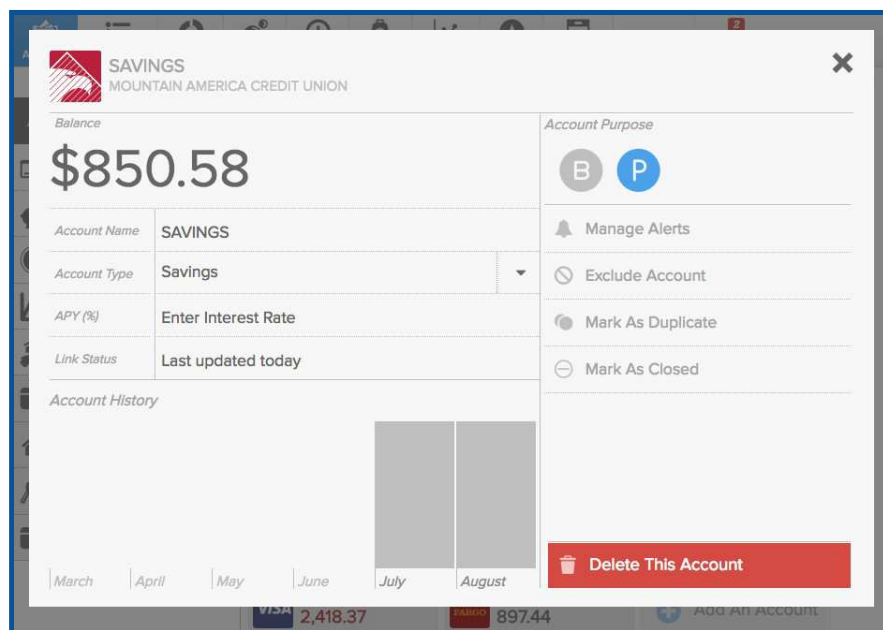 2
SAVINGS
MOUNTAIN AMERICA CREDIT UNION
Balance
$850.58
Account Name SAVINGS
Account Type Savings
APY (%) Enter Interest Rate
Link Status Last updated today
Account History
March April May June July August
Account Purpose
B P
Manage Alerts
Exclude Account
Mark As Duplicate
Mark As Closed
Delete This Account
VISA 2,418.37 FARGO 897.44 Add An Account